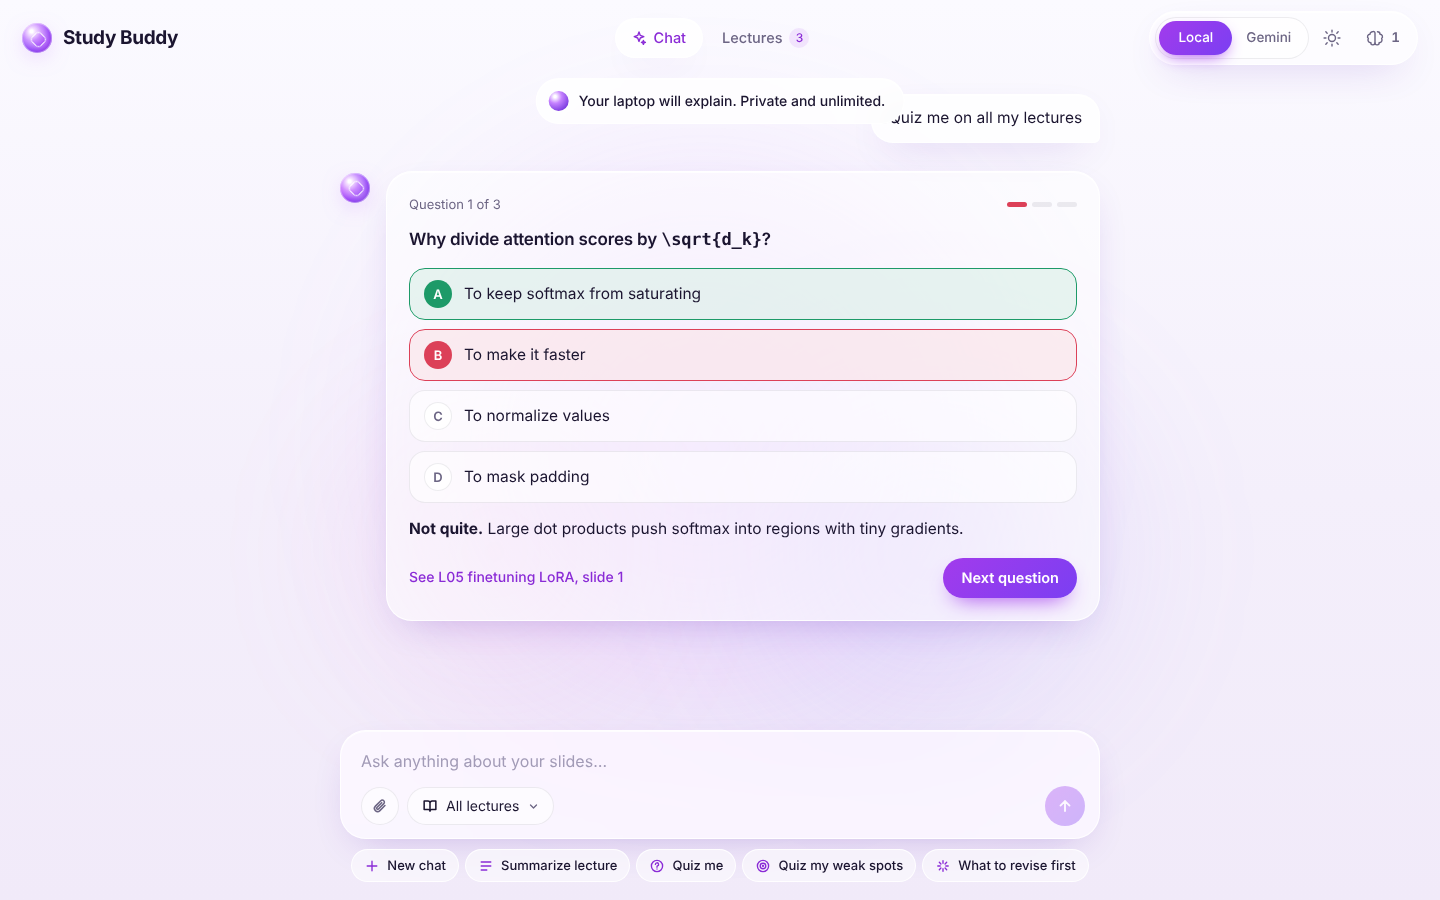 Study Buddy
Chat
Lectures 3
Local
Gemini
1
Your laptop will explain. Private and unlimited.
Quiz me on all my lectures
Question 1 of 3
Why divide attention scores by \sqrt{d_k}?
A To keep softmax from saturating
B To make it faster
C To normalize values
D To mask padding
Not quite. Large dot products push softmax into regions with tiny gradients.
See L05 finetuning LoRA, slide 1
Next question
Ask anything about your slides...
All lectures
New chat
Summarize lecture
Quiz me
Quiz my weak spots
What to revise first